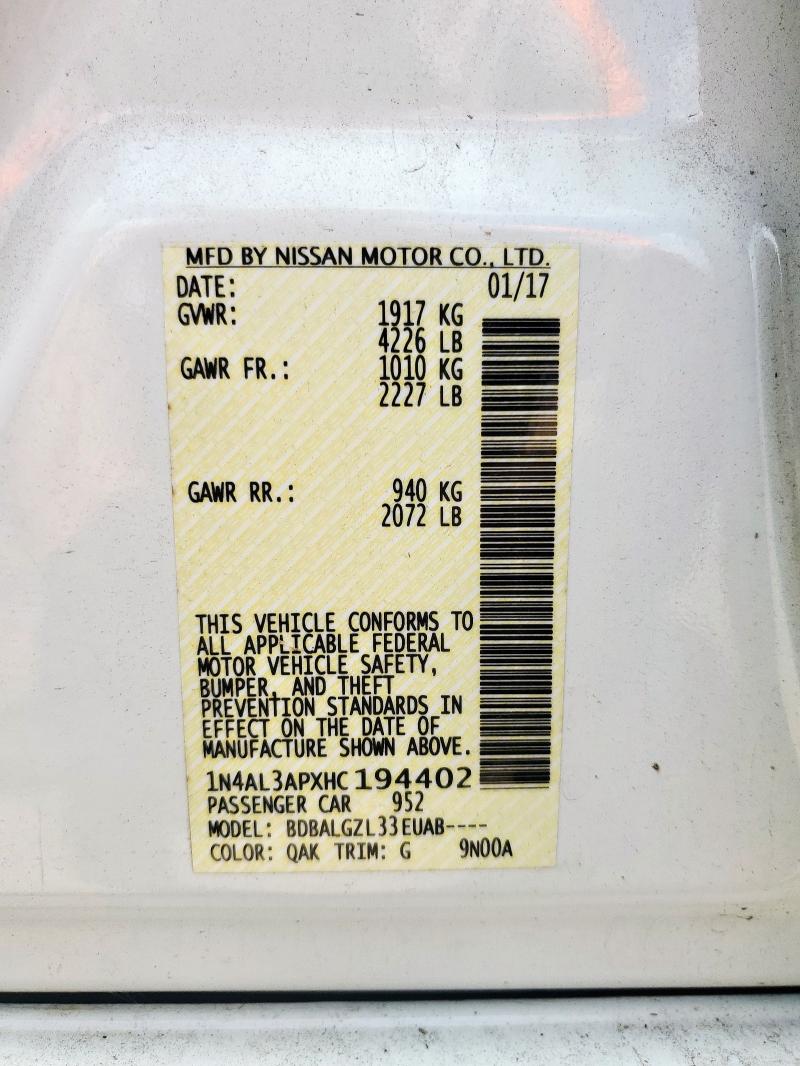 MFD BY NISSAN MOTOR CO., LTD.
DATE: 01/17
GVWR: 1917 KG
4226 LB
GAWR FR.: 1010 KG
2227 LB
GAWR RR.: 940 KG
2072 LB
THIS VEHICLE CONFORMS TO
ALL APPLICABLE FEDERAL
MOTOR VEHICLE SAFETY,
BUMPER, AND THEFT
PREVENTION STANDARDS IN
EFFECT ON THE DATE OF
MANUFACTURE SHOWN ABOVE.
1N4AL3APXHC194402
PASSENGER CAR 952
MODEL: BDBALGZL33EUAB----
COLOR: QAK TRIM: G 9N00A